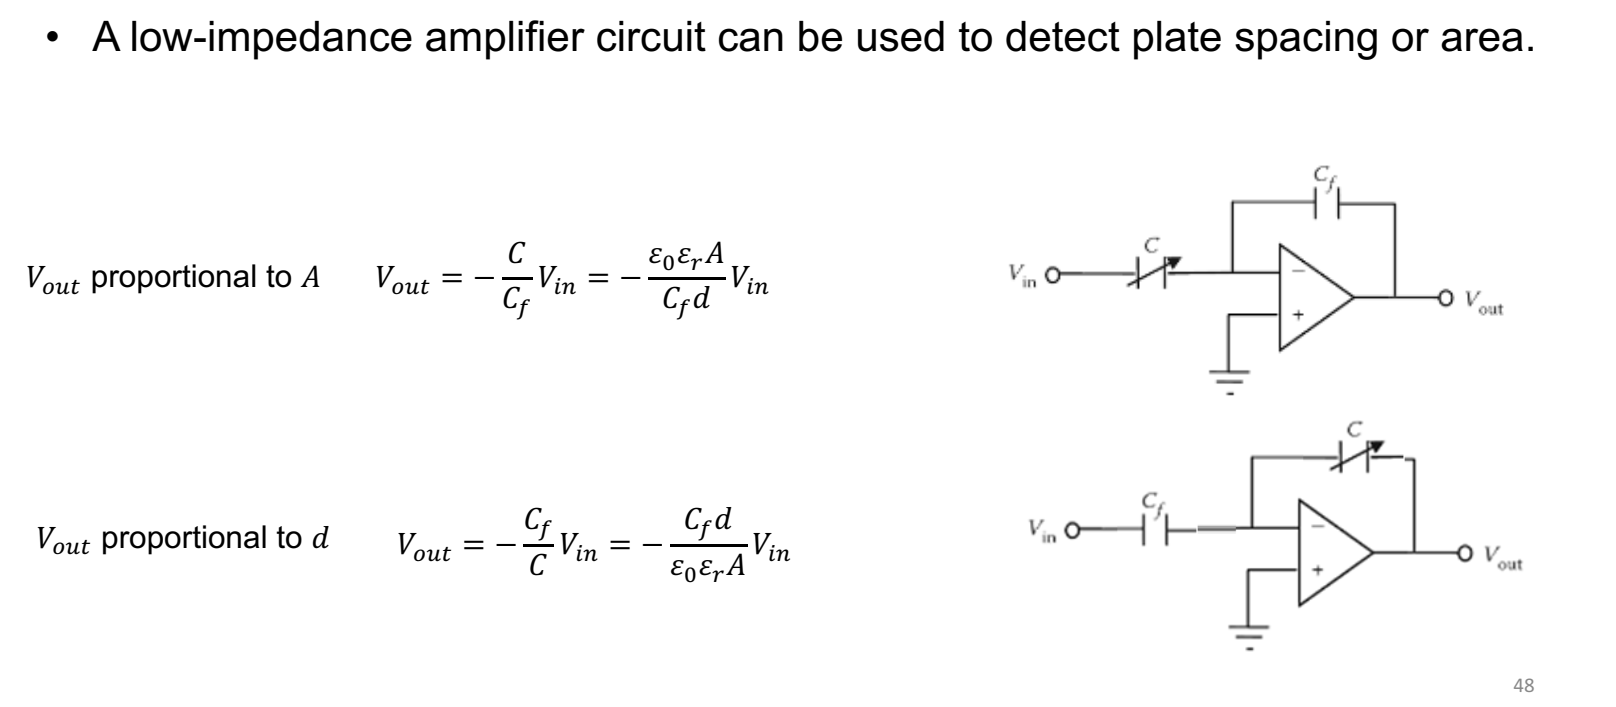 • A low-impedance amplifier circuit can be used to detect plate spacing or area.
V_out proportional to A    V_out = − C/C_f V_in = − ε₀ε_r A/C_f d V_in
C_f
C
V_in
−
+
V_out
V_out proportional to d    V_out = − C_f/C V_in = − C_f d/ε₀ε_r A V_in
C
C_f
V_in
−
+
V_out
48